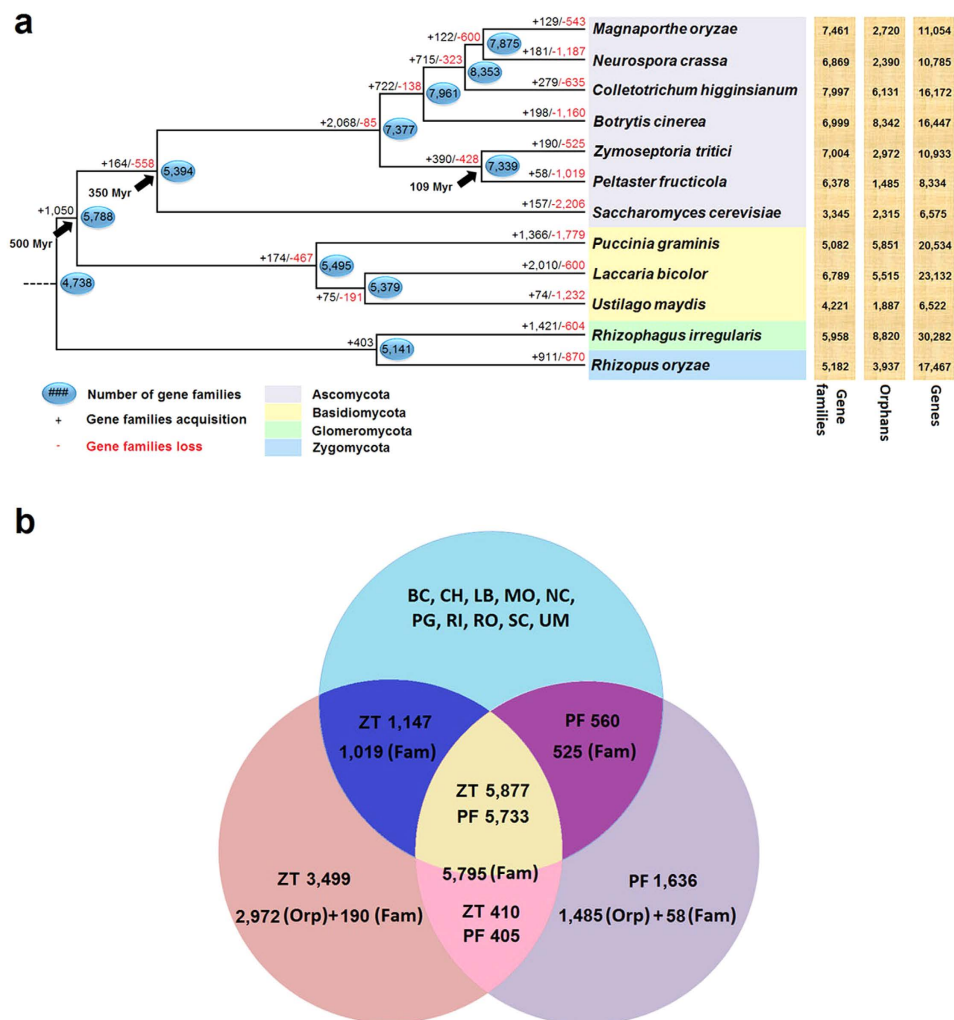 a
+129/-543
Magnaporthe oryzae 7,461 2,720 11,054
+122/-600
7,875
+181/-1,187
Neurospora crassa 6,869 2,390 10,785
+715/-323
8,353
+279/-635
Colletotrichum higginsianum 7,997 6,131 16,172
+722/-138
7,961
+198/-1,160
Botrytis cinerea 6,999 8,342 16,447
+2,068/-85
7,377
+190/-525
Zymoseptoria tritici 7,004 2,972 10,933
+390/-428
7,339
109 Myr
+58/-1,019
Peltaster fructicola 6,378 1,485 8,334
+164/-558
5,394
350 Myr
+157/-2,206
Saccharomyces cerevisiae 3,345 2,315 6,575
+1,050
5,788
500 Myr
+1,366/-1,779
Puccinia graminis 5,082 5,851 20,534
+174/-467
5,495
+2,010/-600
Laccaria bicolor 6,789 5,515 23,132
4,738
5,379
+75/-191
+74/-1,232
Ustilago maydis 4,221 1,887 6,522
+1,421/-604
Rhizophagus irregularis 5,958 8,820 30,282
+403
5,141
+911/-870
Rhizopus oryzae 5,182 3,937 17,467
### Number of gene families
+ Gene families acquisition
- Gene families loss
Ascomycota
Basidiomycota
Glomeromycota
Zygomycota
Gene
families
Orphans
Genes
b
BC, CH, LB, MO, NC,
PG, RI, RO, SC, UM
ZT 1,147
1,019 (Fam)
PF 560
525 (Fam)
ZT 5,877
PF 5,733
5,795 (Fam)
ZT 3,499
2,972 (Orp)+190 (Fam)
ZT 410
PF 405
PF 1,636
1,485 (Orp) + 58 (Fam)